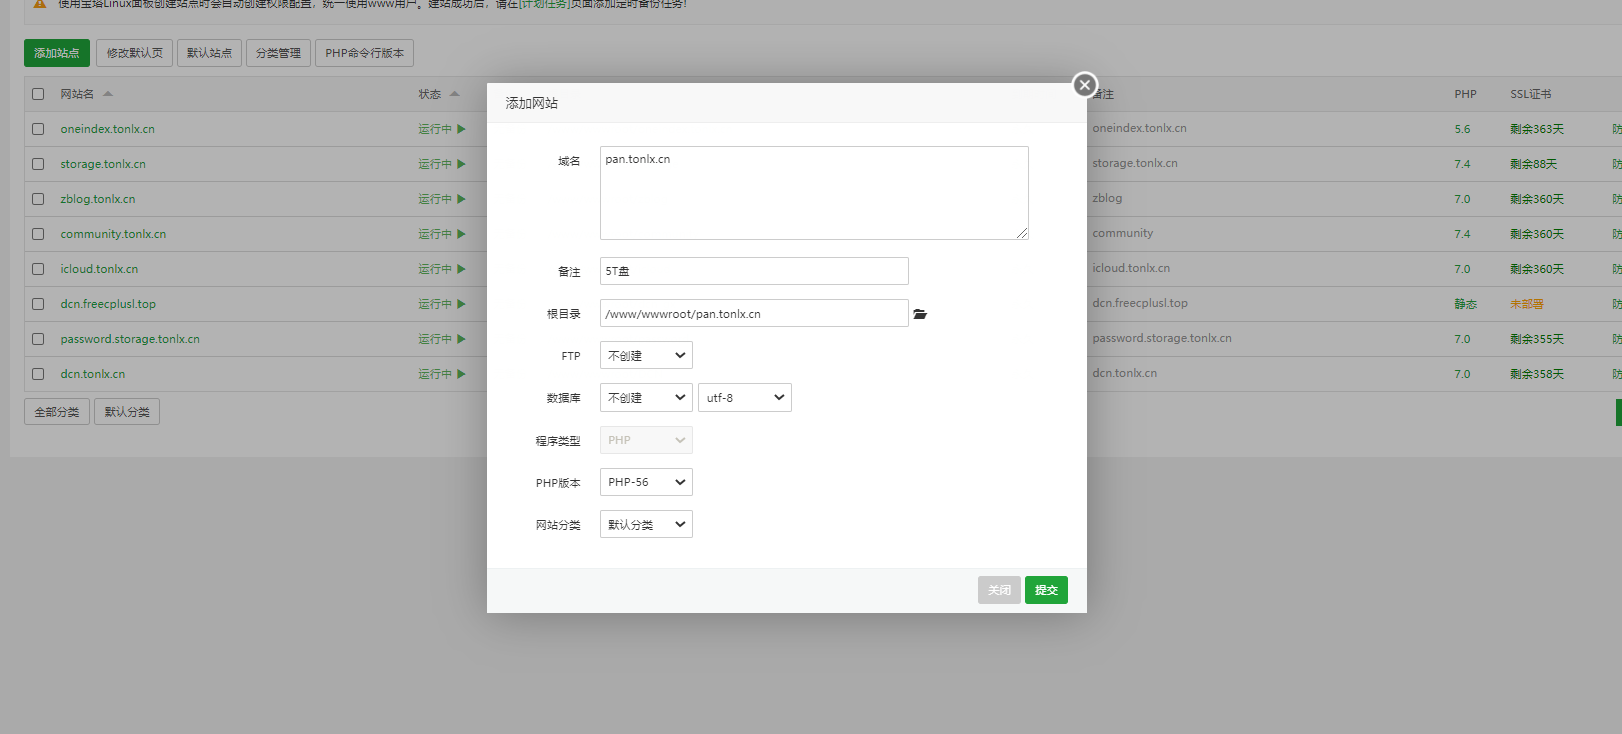 使用宝塔Linux面板创建站点时会自动创建权限配置，统一使用www用户。建站成功后，请在[计划任务]页面添加定时备份任务!
添加站点 修改默认页 默认站点 分类管理 PHP命令行版本
网站名 状态 备注 PHP SSL证书
oneindex.tonlx.cn 运行中 oneindex.tonlx.cn 5.6 剩余363天 防
storage.tonlx.cn 运行中 storage.tonlx.cn 7.4 剩余88天 防
zblog.tonlx.cn 运行中 zblog 7.0 剩余360天 防
community.tonlx.cn 运行中 community 7.4 剩余360天 防
icloud.tonlx.cn 运行中 icloud.tonlx.cn 7.0 剩余360天 防
dcn.freecplusl.top 运行中 dcn.freecplusl.top 静态 未部署 防
password.storage.tonlx.cn 运行中 password.storage.tonlx.cn 7.0 剩余355天 防
dcn.tonlx.cn 运行中 dcn.tonlx.cn 7.0 剩余358天 防
全部分类 默认分类
添加网站
域名 pan.tonlx.cn
备注 5T盘
根目录 /www/wwwroot/pan.tonlx.cn
FTP 不创建
数据库 不创建 utf-8
程序类型 PHP
PHP版本 PHP-56
网站分类 默认分类
关闭 提交